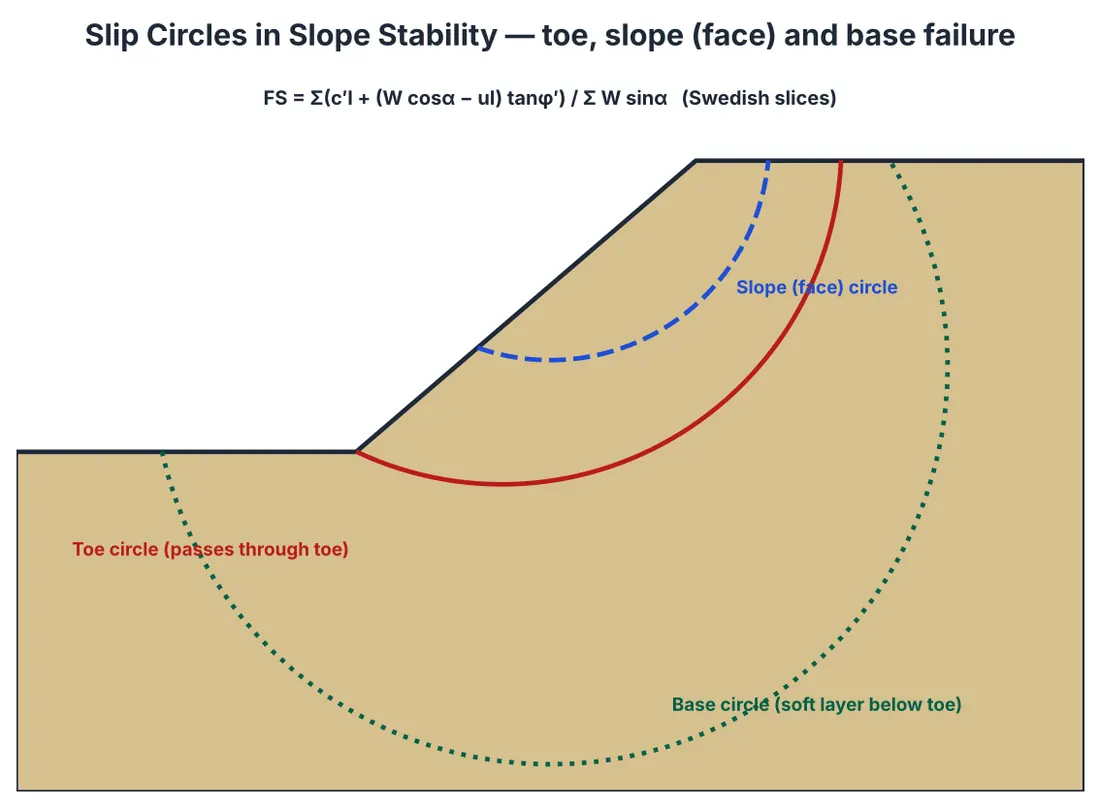 Slip Circles in Slope Stability — toe, slope (face) and base failure
FS = Σ(c′l + (W cosα − ul) tanφ′) / Σ W sinα (Swedish slices)
Slope (face) circle
Toe circle (passes through toe)
Base circle (soft layer below toe)